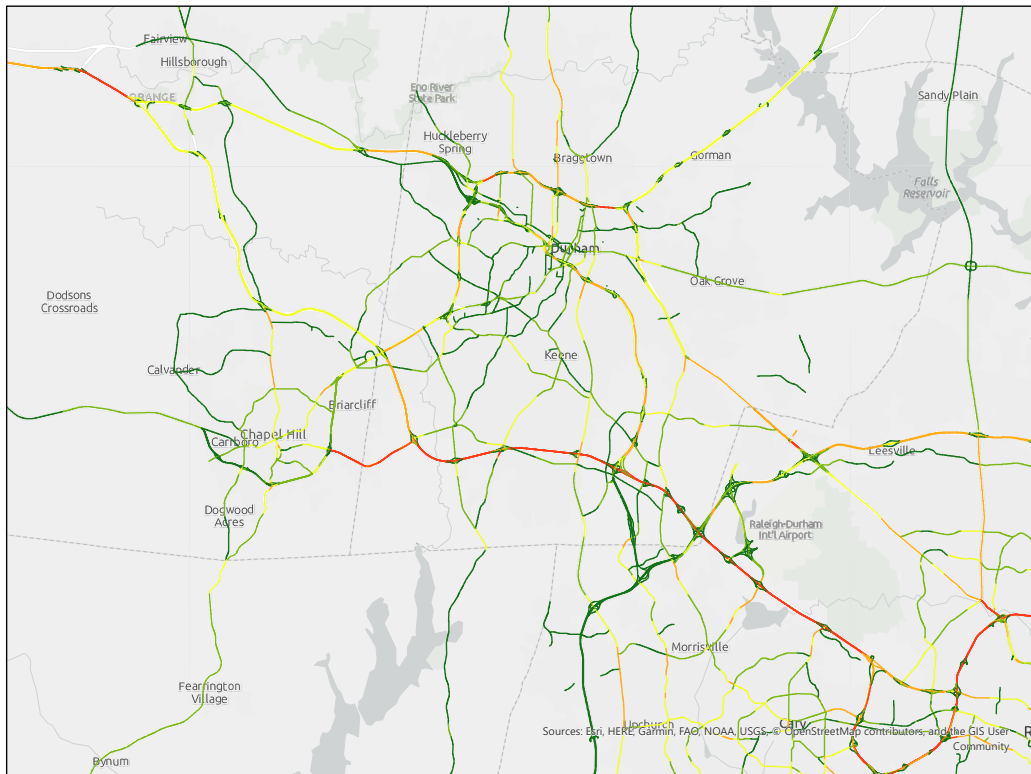 Fairview
Hillsborough
ORANGE
Eno River
State Park
Sandy Plain
Huckleberry
Spring
Bragtown
Gorman
Falls
Reservoir
Durham
Oak Grove
Dodsons
Crossroads
Keene
Calvander
Briarcliff
Chapel Hill
Carrboro
Leesville
Dogwood
Acres
Raleigh-Durham
Int'l Airport
Morrisville
Fearrington
Village
Upchurch
Cary
Sources: Esri, HERE, Garmin, FAO, NOAA, USGS, © OpenStreetMap contributors, and the GIS User
Community
R
Bynum